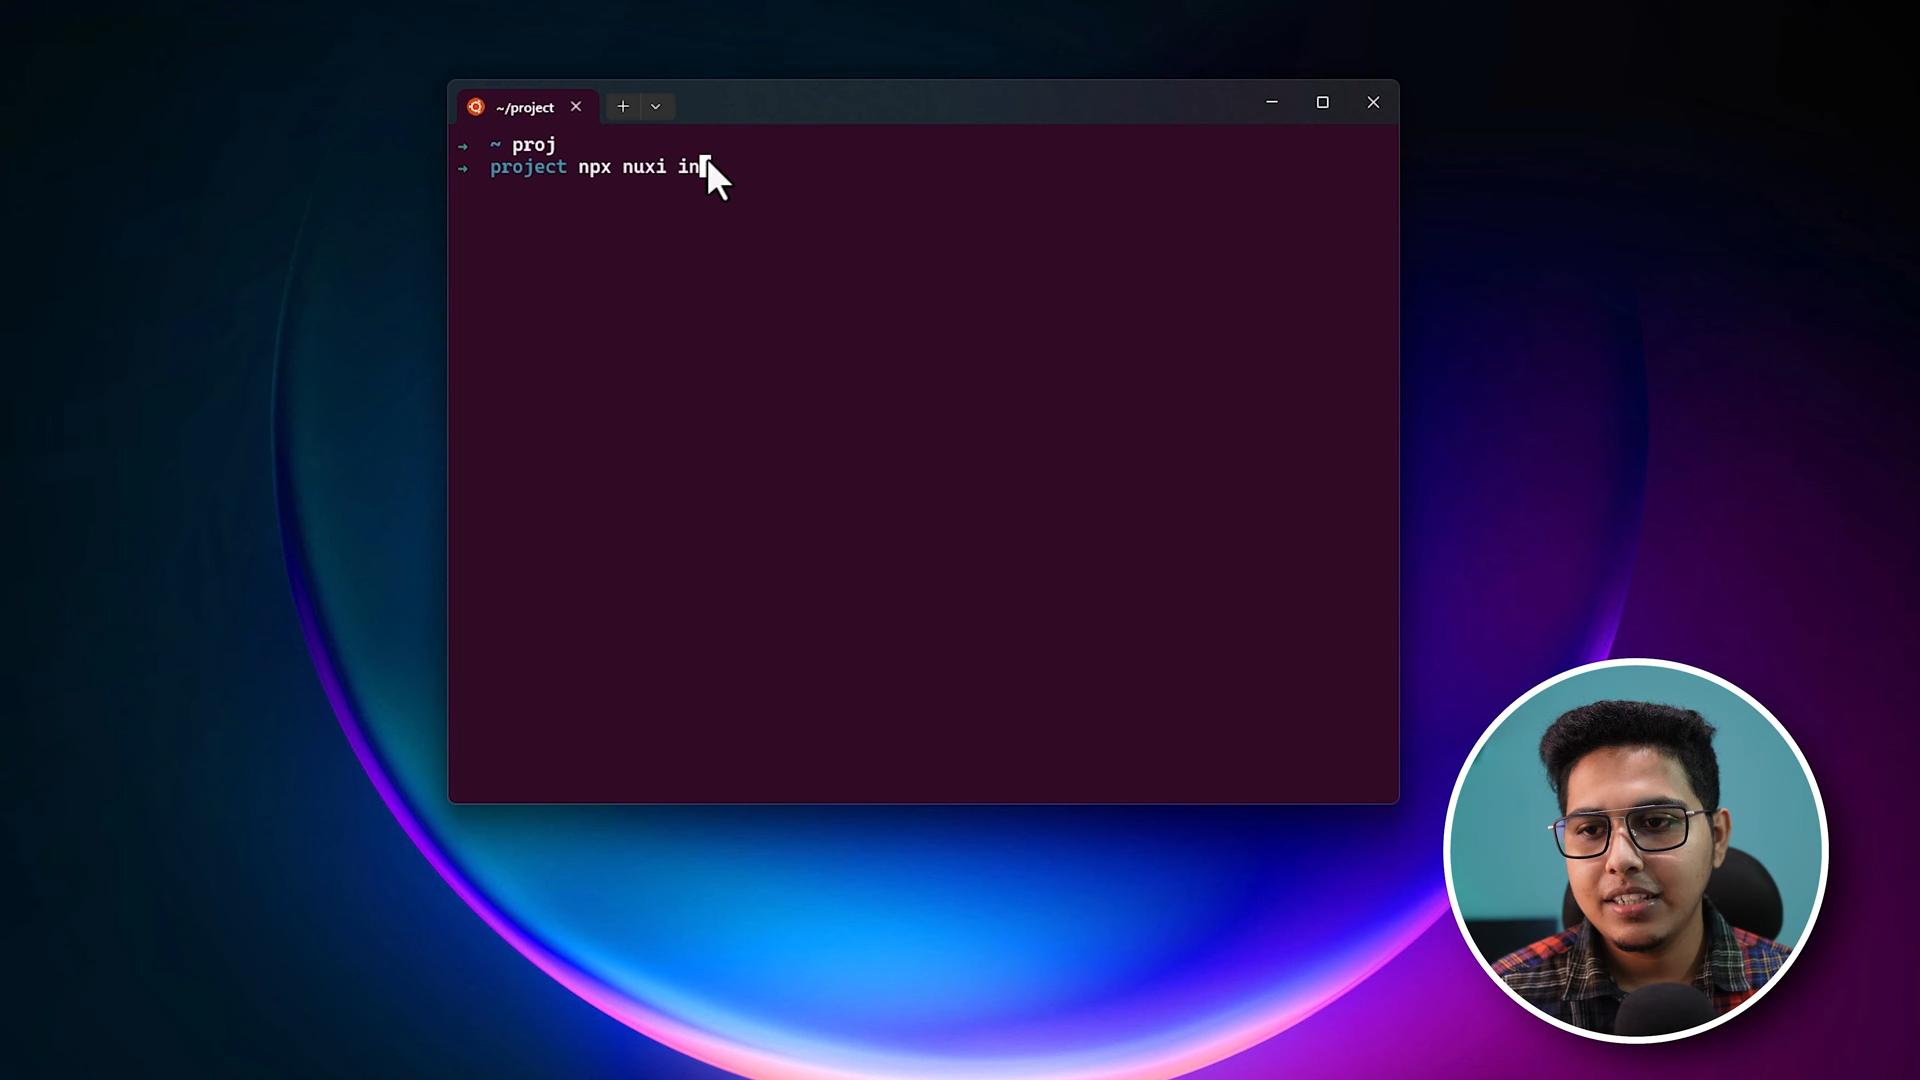 ~/project
→ ~ proj
→ project npx nuxi in